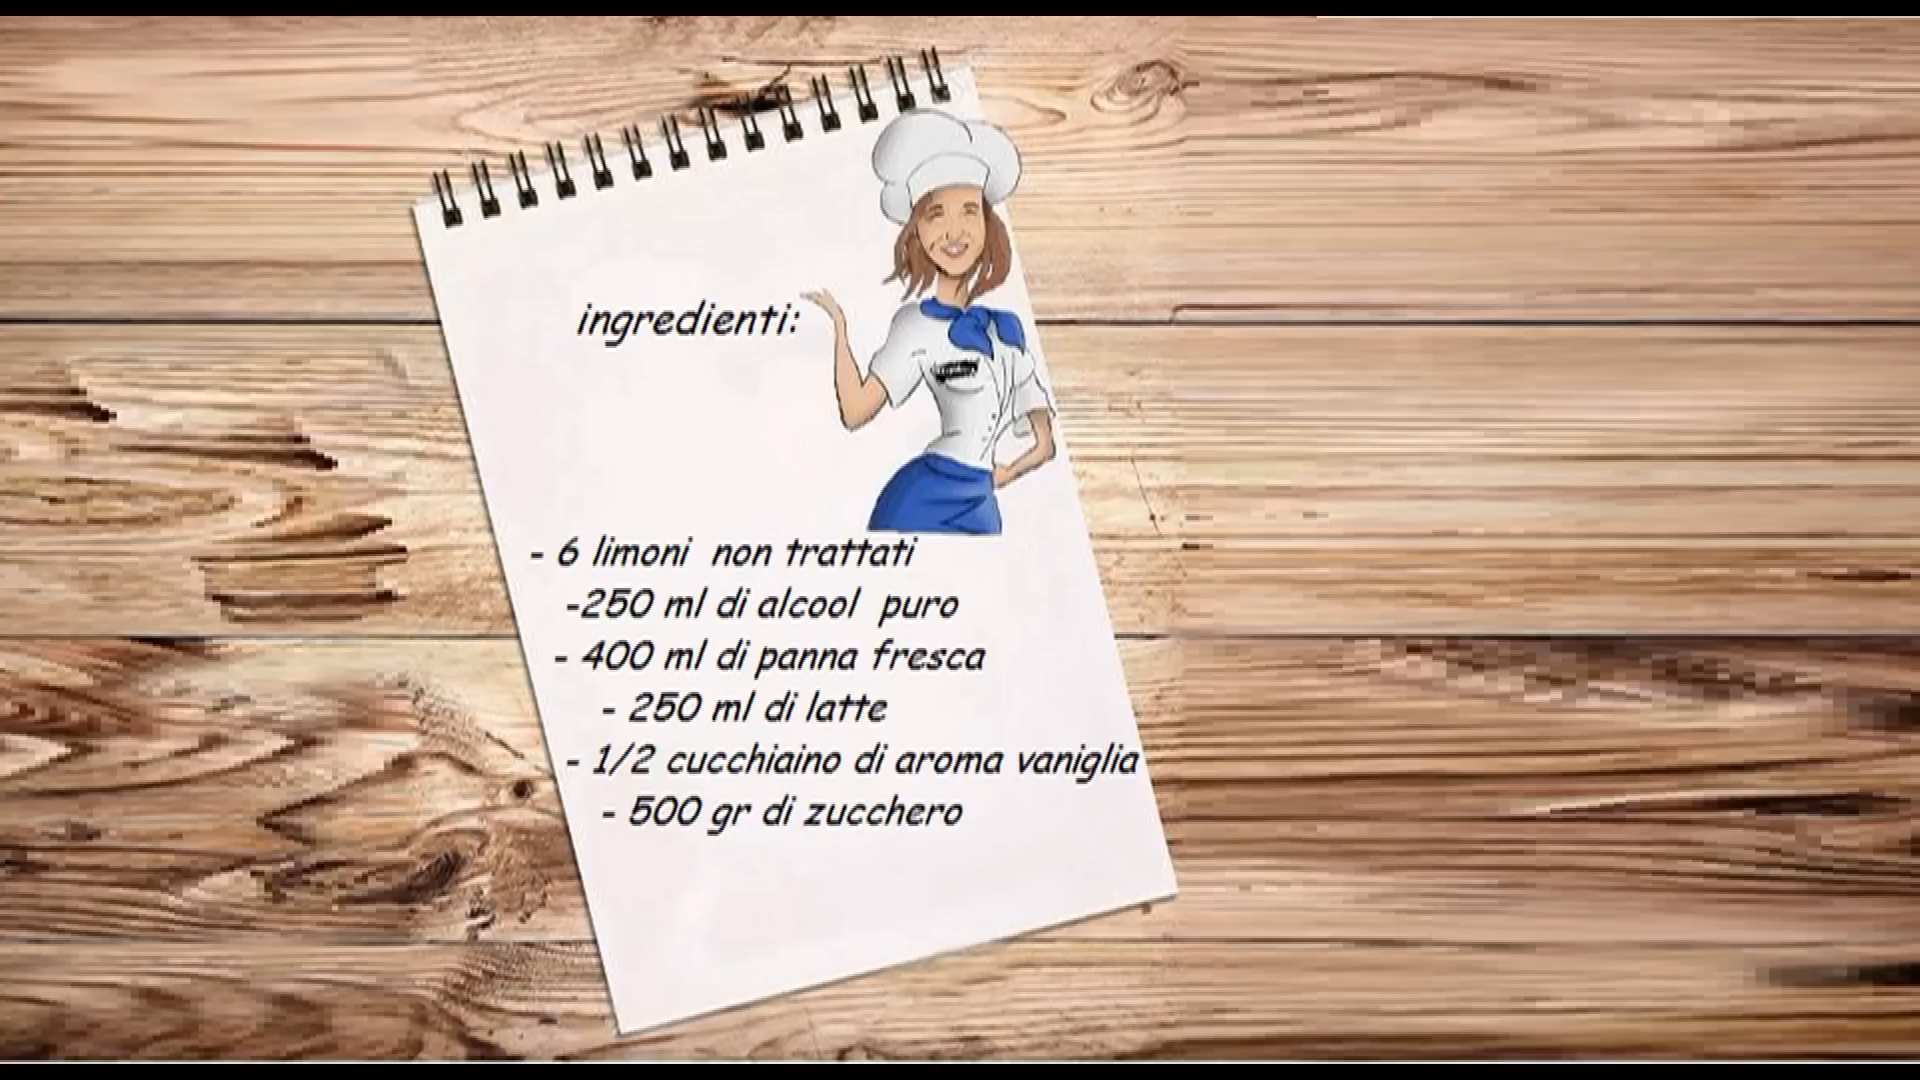 ingredienti:
- 6 limoni non trattati
-250 ml di alcool puro
- 400 ml di panna fresca
- 250 ml di latte
- 1/2 cucchiaino di aroma vaniglia
- 500 gr di zucchero